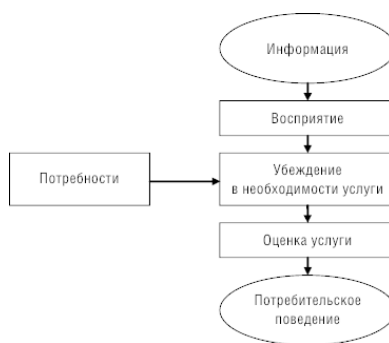 Информация
Восприятие
Потребности
Убеждение
в необходимости услуги
Оценка услуги
Потребительское
поведение